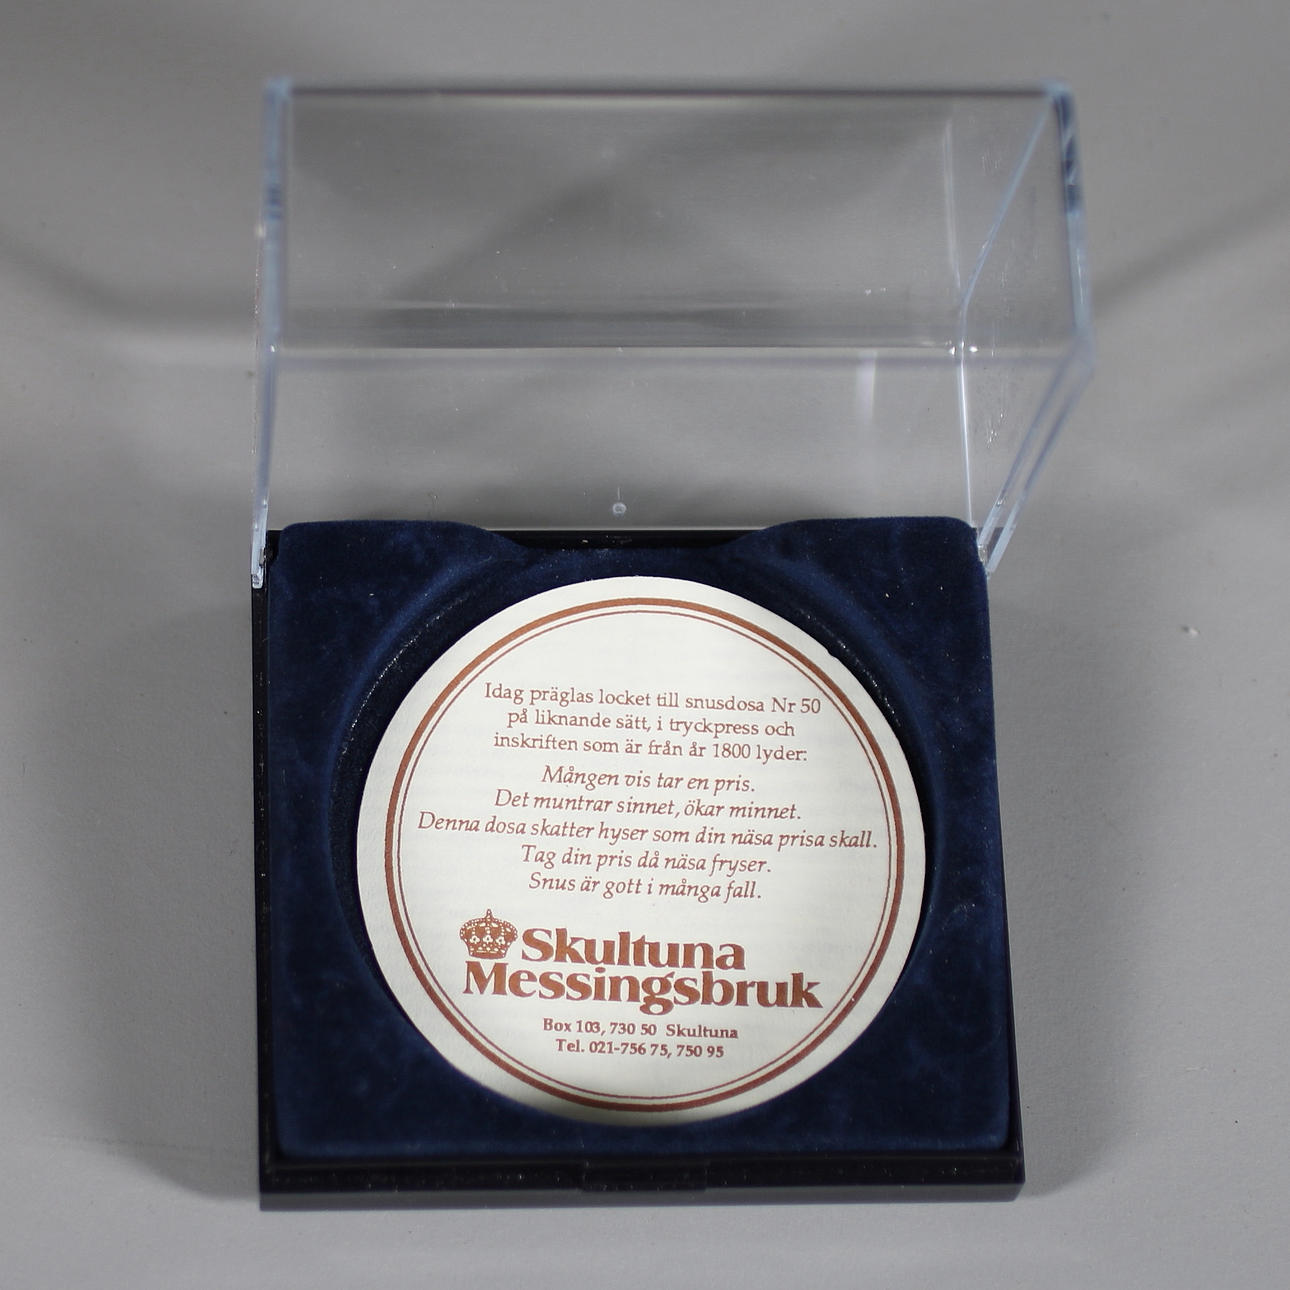 Idag präglas locket till snusdosa Nr 50
på liknande sätt, i tryckpress och
inskriften som är från år 1800 lyder:
Mången vis tar en pris.
Det muntrar sinnet, ökar minnet.
Denna dosa skatter hyser som din näsa prisa skall.
Tag din pris då näsa fryser.
Snus är gott i många fall.
Skultuna
Messingsbruk
Box 103, 730 50 Skultuna
Tel. 021-756 75, 750 95